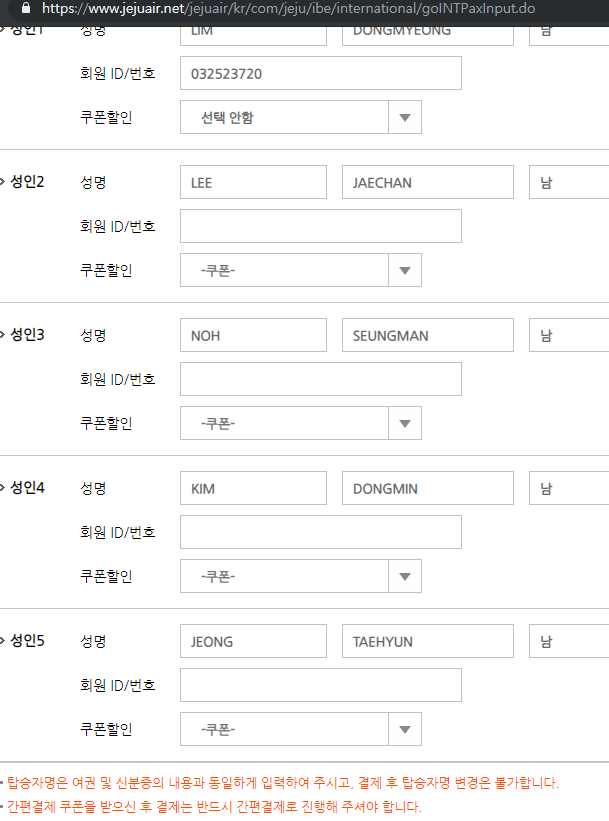 https://www.jejuair.net/jejuair/kr/com/jeju/ibe/international/goINTPaxInput.do
성인1 성명 LIM DONGMYEONG 남
회원 ID/번호 032523720
쿠폰할인 선택 안함
성인2 성명 LEE JAECHAN 남
회원 ID/번호
쿠폰할인 -쿠폰-
성인3 성명 NOH SEUNGMAN 남
회원 ID/번호
쿠폰할인 -쿠폰-
성인4 성명 KIM DONGMIN 남
회원 ID/번호
쿠폰할인 -쿠폰-
성인5 성명 JEONG TAEHYUN 남
회원 ID/번호
쿠폰할인 -쿠폰-
탑승자명은 여권 및 신분증의 내용과 동일하게 입력하여 주시고, 결제 후 탑승자명 변경은 불가합니다.
간편결제 쿠폰을 받으신 후 결제는 반드시 간편결제로 진행해 주셔야 합니다.